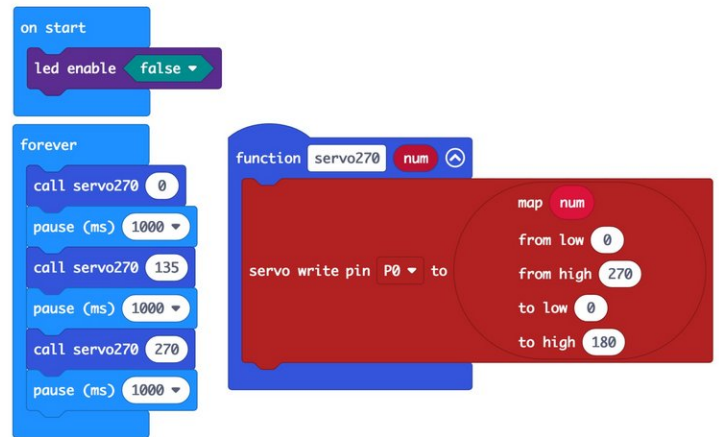 on start
led enable false
forever
call servo270 0
pause (ms) 1000
call servo270 135
pause (ms) 1000
call servo270 270
pause (ms) 1000
function servo270 num
servo write pin P0 to
map num
from low 0
from high 270
to low 0
to high 180